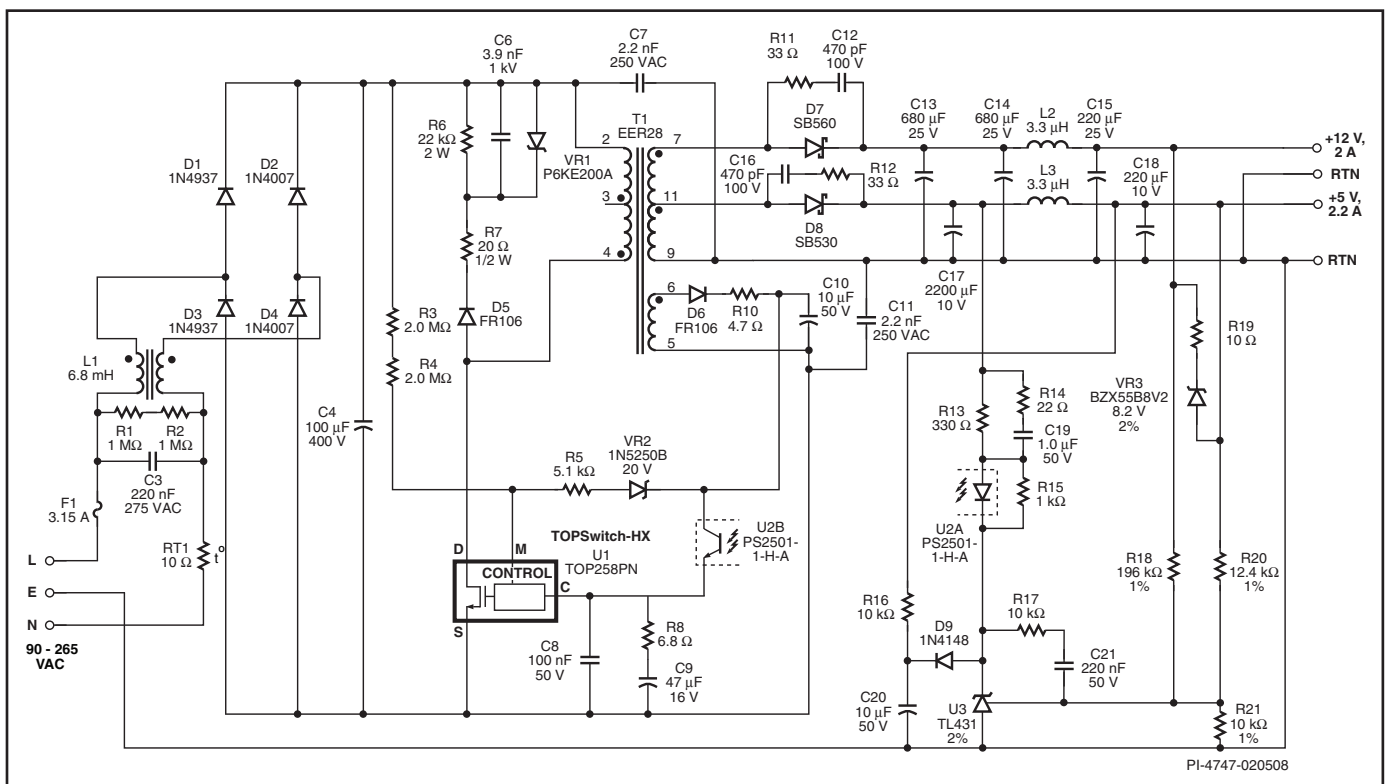 C6
3.9 nF
1 kV
C7
2.2 nF
250 VAC
R11
33 Ω
C12
470 pF
100 V
D7
SB560
C13
680 µF
25 V
C14
680 µF
25 V
L2
3.3 µH
C15
220 µF
25 V
+12 V,
2 A
RTN
T1
EER28
2
7
R6
22 kΩ
2 W
VR1
P6KE200A
C16
470 pF
100 V
R12
33 Ω
L3
3.3 µH
C18
220 µF
10 V
D1
1N4937
D2
1N4007
3
11
+5 V,
2.2 A
D8
SB530
R7
20 Ω
1/2 W
4
9
RTN
C17
2200 µF
10 V
D3
1N4937
D4
1N4007
R3
2.0 MΩ
D5
FR106
6
D6
FR106
R10
4.7 Ω
C10
10 µF
50 V
C11
2.2 nF
250 VAC
5
R19
10 Ω
L1
6.8 mH
R4
2.0 MΩ
VR3
BZX55B8V2
8.2 V
2%
R14
22 Ω
R13
330 Ω
C19
1.0 µF
50 V
R1
1 MΩ
R2
1 MΩ
C4
100 µF
400 V
C3
220 nF
275 VAC
R5
5.1 kΩ
VR2
1N5250B
20 V
R15
1 kΩ
F1
3.15 A
U2B
PS2501-
1-H-A
U2A
PS2501-
1-H-A
RT1
10 Ω
t°
L
E
N
90 - 265
VAC
TOPSwitch-HX
U1
TOP258PN
D
M
CONTROL
C
S
R18
196 kΩ
1%
R20
12.4 kΩ
1%
R16
10 kΩ
R17
10 kΩ
D9
1N4148
R8
6.8 Ω
C8
100 nF
50 V
C9
47 µF
16 V
C21
220 nF
50 V
C20
10 µF
50 V
U3
TL431
2%
R21
10 kΩ
1%
PI-4747-020508